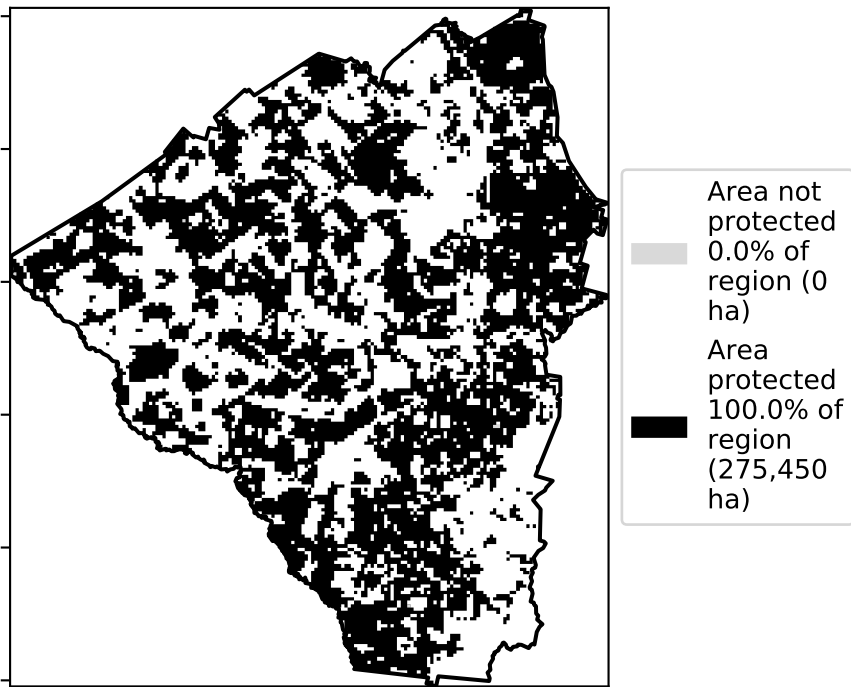 Area not
protected
0.0% of
region (0
ha)
Area
protected
100.0% of
region
(275,450
ha)